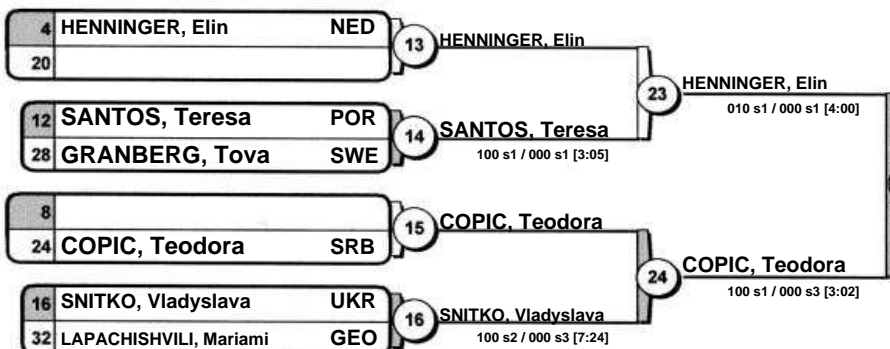 4 HENNINGER, Elin NED
20
13 HENNINGER, Elin
12 SANTOS, Teresa POR
28 GRANBERG, Tova SWE
14 SANTOS, Teresa
100 s1 / 000 s1 [3:05]
23 HENNINGER, Elin
010 s1 / 000 s1 [4:00]
8
24 COPIC, Teodora SRB
15 COPIC, Teodora
16 SNITKO, Vladyslava UKR
32 LAPACHISHVILI, Mariami GEO
16 SNITKO, Vladyslava
100 s2 / 000 s3 [7:24]
24 COPIC, Teodora
100 s1 / 000 s3 [3:02]